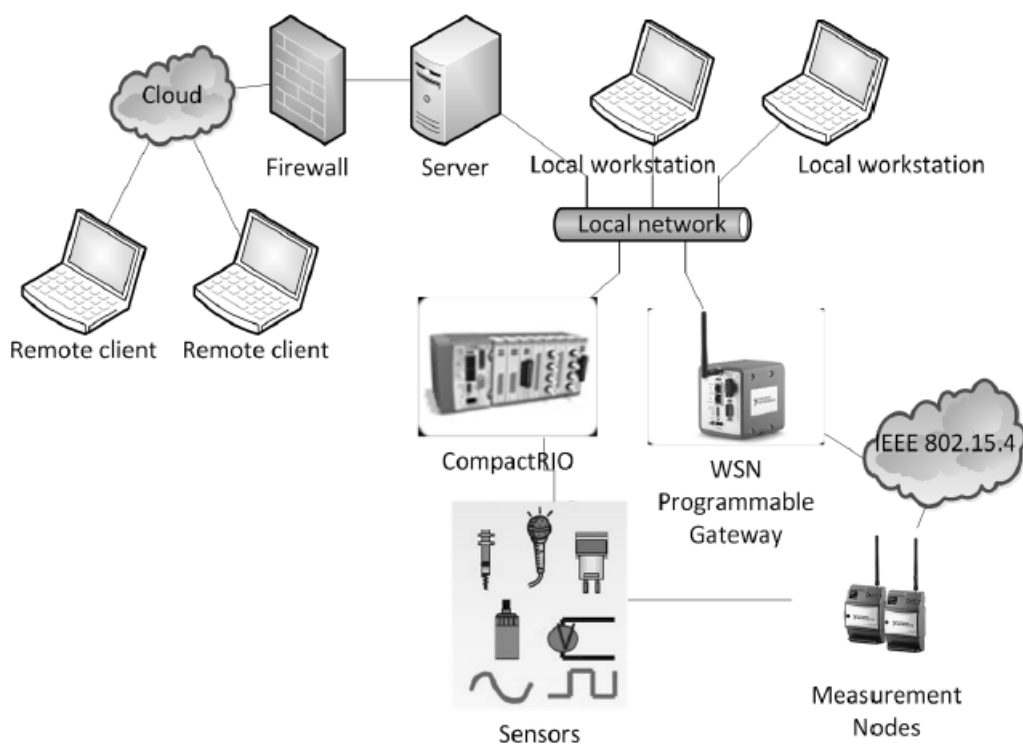 Cloud
Firewall
Server
Local workstation
Local workstation
Local network
Remote client
Remote client
CompactRIO
WSN
Programmable
Gateway
IEEE 802.15.4
Sensors
V
Measurement
Nodes